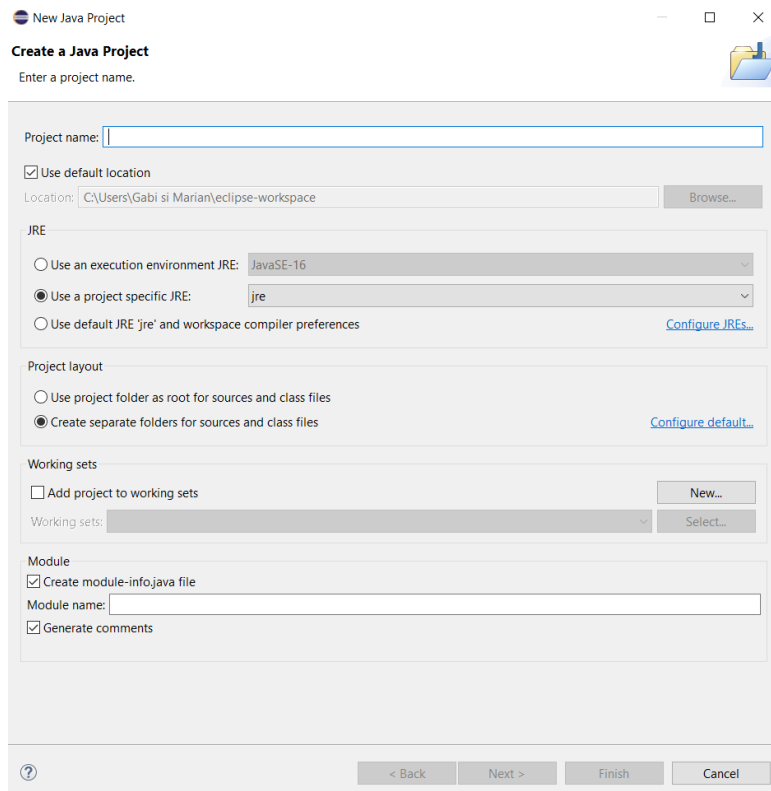 New Java Project
Create a Java Project
Enter a project name.
Project name:
Use default location
Location: C:\Users\Gabi si Marian\eclipse-workspace Browse...
JRE
Use an execution environment JRE: JavaSE-16
Use a project specific JRE: jre
Use default JRE 'jre' and workspace compiler preferences Configure JREs...
Project layout
Use project folder as root for sources and class files
Create separate folders for sources and class files Configure default...
Working sets
Add project to working sets New...
Working sets: Select...
Module
Create module-info.java file
Module name:
Generate comments
? < Back Next > Finish Cancel